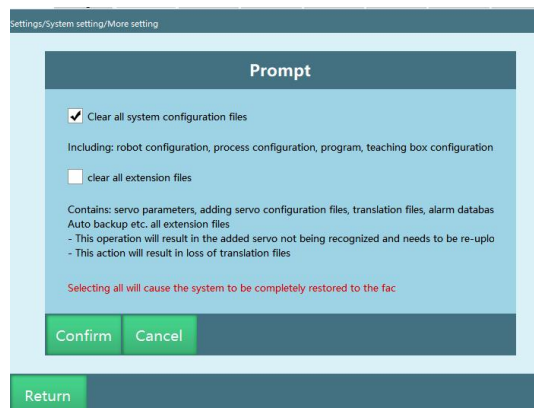 Settings/System setting/More setting
Prompt
Clear all system configuration files
Including: robot configuration, process configuration, program, teaching box configuration
clear all extension files
Contains: servo parameters, adding servo configuration files, translation files, alarm databas
Auto backup etc. all extension files
- This operation will result in the added servo not being recognized and needs to be re-uplo
- This action will result in loss of translation files
Selecting all will cause the system to be completely restored to the fac
Confirm Cancel
Return